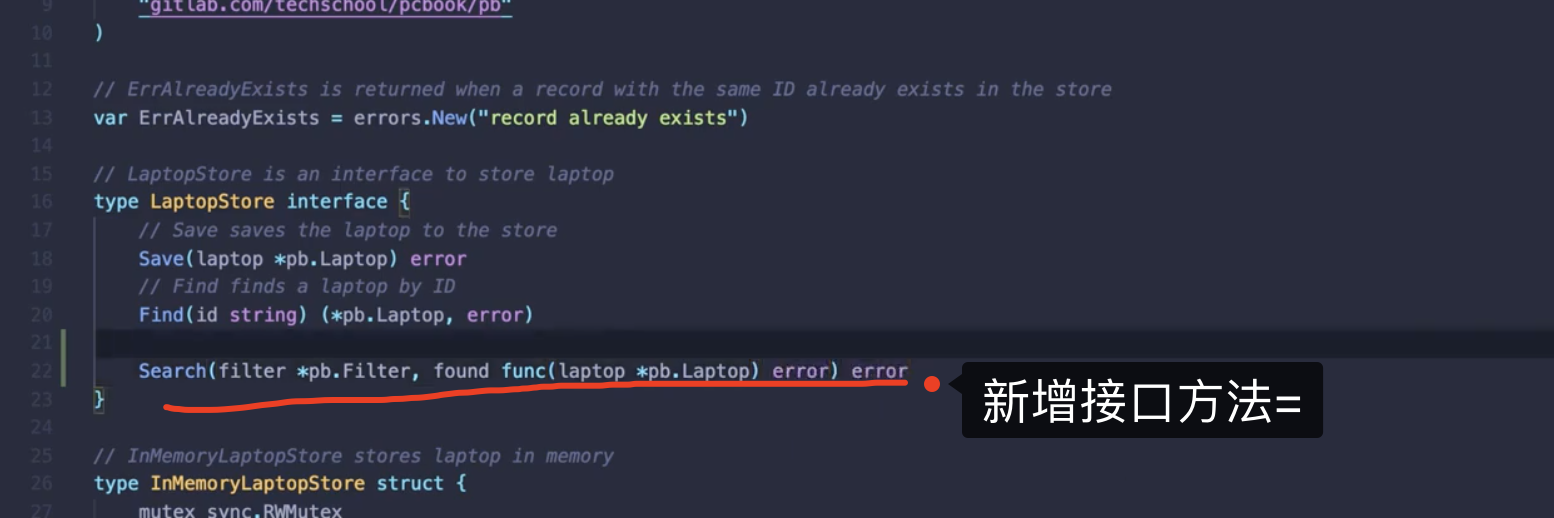 9 "gitlab.com/techschool/pcbook/pb"
10 )
11
12 // ErrAlreadyExists is returned when a record with the same ID already exists in the store
13 var ErrAlreadyExists = errors.New("record already exists")
14
15 // LaptopStore is an interface to store laptop
16 type LaptopStore interface {
17 // Save saves the laptop to the store
18 Save(laptop *pb.Laptop) error
19 // Find finds a laptop by ID
20 Find(id string) (*pb.Laptop, error)
21
22 Search(filter *pb.Filter, found func(laptop *pb.Laptop) error) error
新增接口方法=
23 }
24
25 // InMemoryLaptopStore stores laptop in memory
26 type InMemoryLaptopStore struct {
27 mutex sync.RWMutex